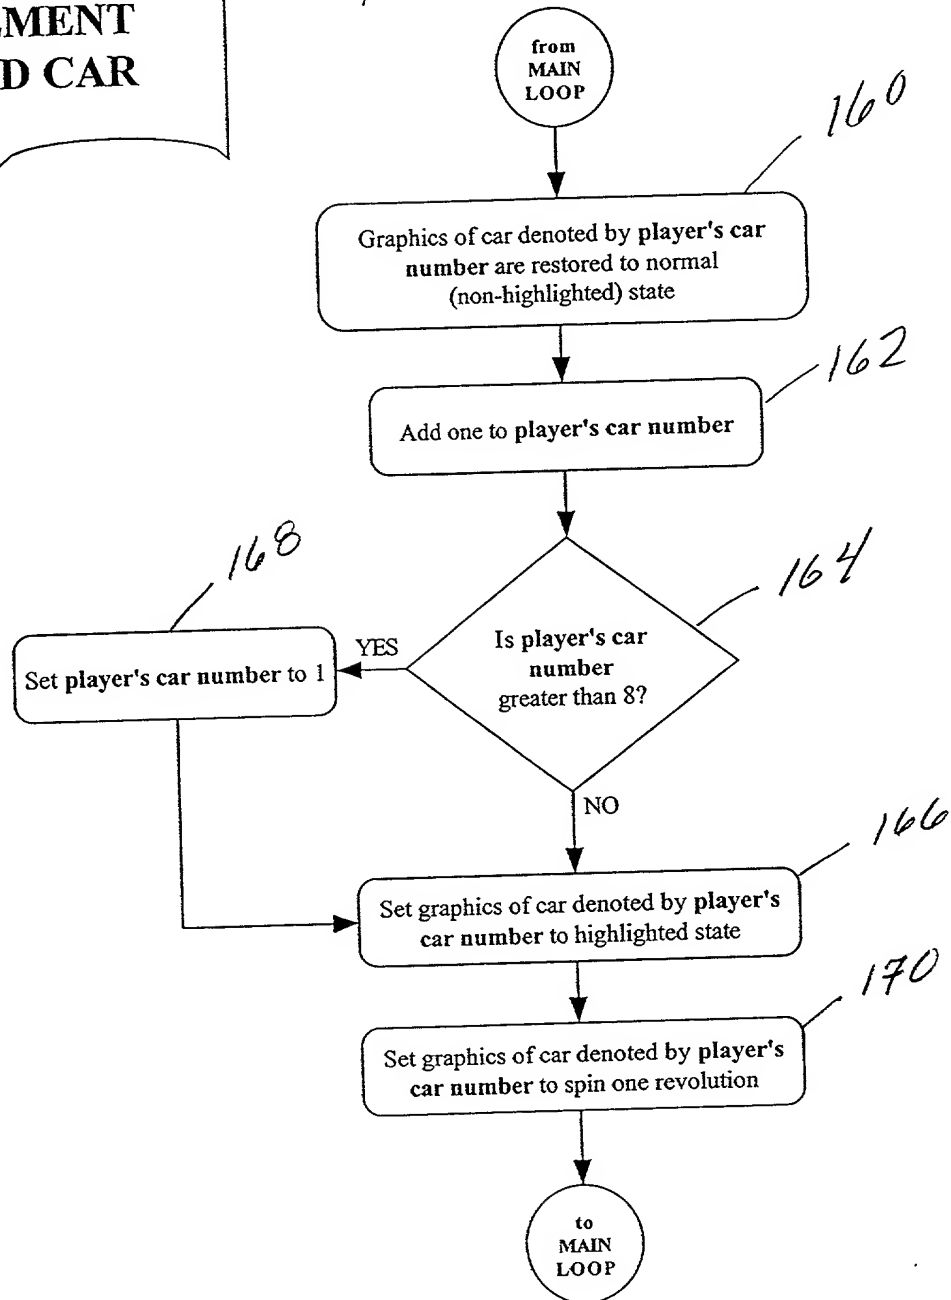 D CAR
from
MAIN
LOOP
160
Graphics of car denoted by player's car
number are restored to normal
(non-highlighted) state
162
Add one to player's car number
164
Is player's car
number
greater than 8?
YES
168
Set player's car number to 1
NO
166
Set graphics of car denoted by player's
car number to highlighted state
170
Set graphics of car denoted by player's
car number to spin one revolution
to
MAIN
LOOP